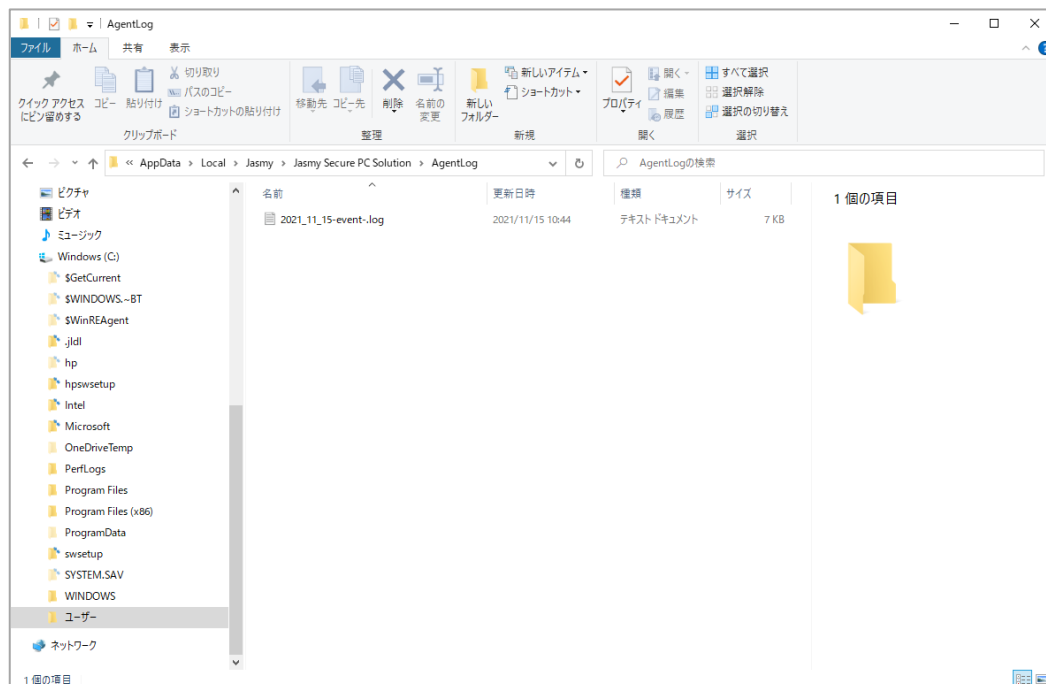 AgentLog
ファイル ホーム 共有 表示
クイック アクセス
にピン留めする
コピー
貼り付け
切り取り
パスのコピー
ショートカットの貼り付け
クリップボード
移動先 コピー先 削除 名前の
変更
整理
新しい
フォルダー
新しいアイテム
ショートカット
新規
プロパティ
開く
編集
履歴
開く
すべて選択
選択解除
選択の切り替え
選択
« AppData > Local > Jasmy > Jasmy Secure PC Solution > AgentLog
AgentLogの検索
ピクチャ
ビデオ
ミュージック
Windows (C:)
$GetCurrent
$WINDOWS.~BT
$WinREAgent
.jldl
hp
hpswsetup
Intel
Microsoft
OneDriveTemp
PerfLogs
Program Files
Program Files (x86)
ProgramData
swsetup
SYSTEM.SAV
WINDOWS
ユーザー
ネットワーク
名前 更新日時 種類 サイズ
2021_11_15-event-.log 2021/11/15 10:44 テキスト ドキュメント 7 KB
1 個の項目
1 個の項目